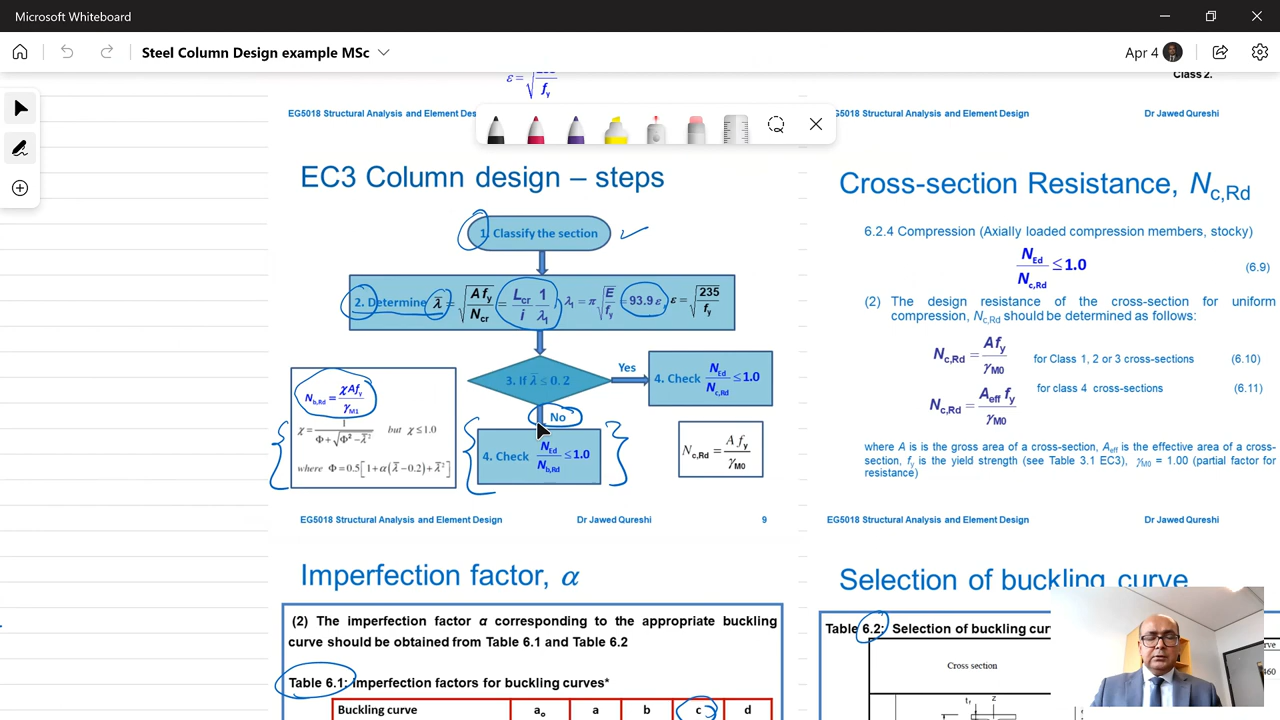 Microsoft Whiteboard
Steel Column Design example MSc
Apr 4
ε = √ 235 / fy
Class 2.
EG5018 Structural Analysis and Element Des
G5018 Structural Analysis and Element Design
Dr Jawed Qureshi
EC3 Column design – steps
1. Classify the section
2. Determine λ̄ = √(A fy / Ncr) = Lcr / i 1 / λ1 , λ1 = π √(E / fy) = 93.9ε, ε = √(235 / fy)
3. If λ̄ ≤ 0.2
Yes
4. Check NEd / Nc,Rd ≤ 1.0
No
4. Check NEd / Nb,Rd ≤ 1.0
Nb,Rd = χAfy / γM1
χ = 1 / (Φ + √(Φ² − λ̄²)) but χ ≤ 1.0
where Φ = 0.5[1 + α(λ̄ − 0.2) + λ̄²]
Nc,Rd = A fy / γM0
EG5018 Structural Analysis and Element Design
Dr Jawed Qureshi
9
Cross-section Resistance, Nc,Rd
6.2.4 Compression (Axially loaded compression members, stocky)
NEd / Nc,Rd ≤ 1.0 (6.9)
(2) The design resistance of the cross-section for uniform
compression, Nc,Rd should be determined as follows:
Nc,Rd = Afy / γM0 for Class 1, 2 or 3 cross-sections (6.10)
Nc,Rd = Aeff fy / γM0 for class 4 cross-sections (6.11)
where A is is the gross area of a cross-section, Aeff is the effective area of a cross-
section, fy is the yield strength (see Table 3.1 EC3), γM0 = 1.00 (partial factor for
resistance)
EG5018 Structural Analysis and Element Design
Dr Jawed Qureshi
Imperfection factor, α
(2) The imperfection factor α corresponding to the appropriate buckling
curve should be obtained from Table 6.1 and Table 6.2
Table 6.1: Imperfection factors for buckling curves*
Buckling curve a₀ a b c d
Selection of buckling curve
Table 6.2: Selection of buckling cur
Cross section
tf z
rve
460